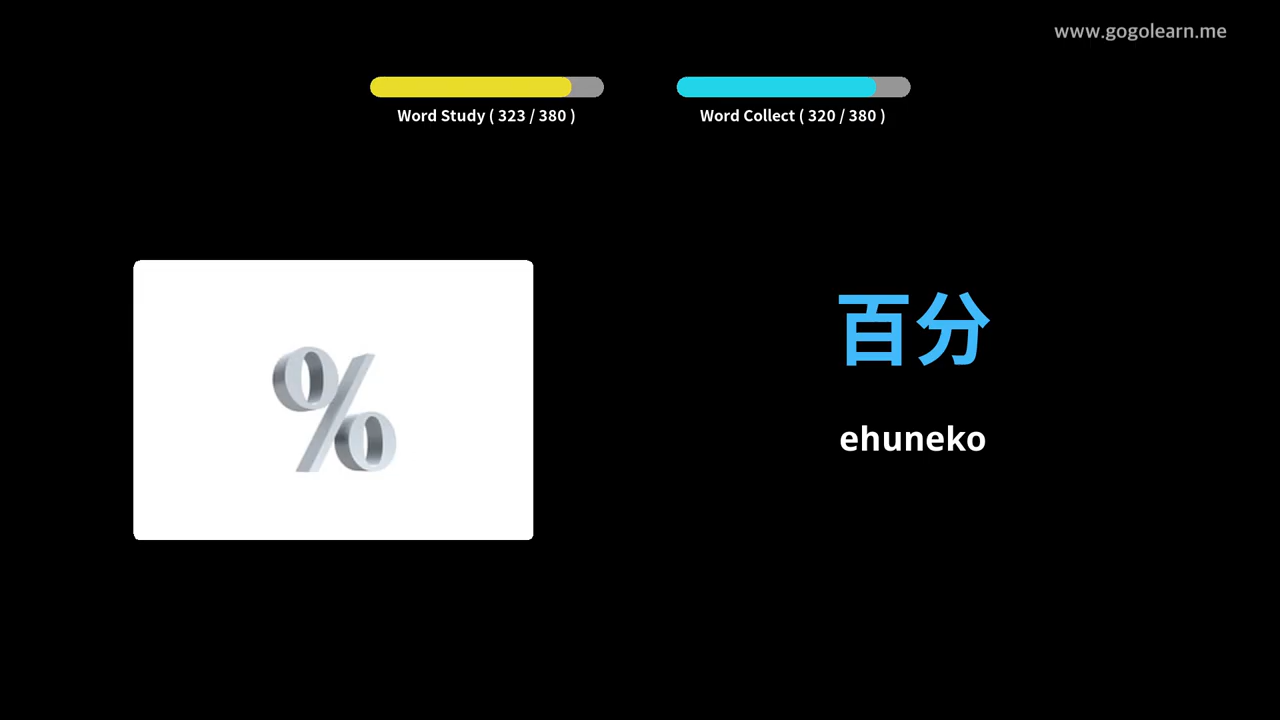 www.gogolearn.me
Word Study ( 323 / 380 )
Word Collect ( 320 / 380 )
%
百分
ehuneko